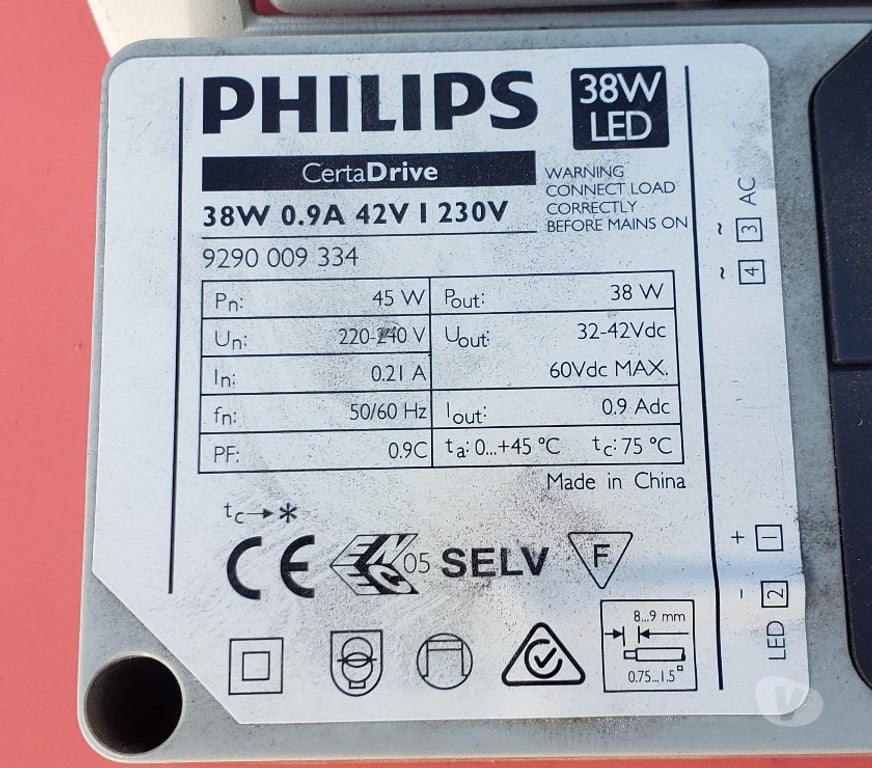 PHILIPS
38W
LED
CertaDrive
38W 0.9A 42V I 230V
WARNING
CONNECT LOAD
CORRECTLY
BEFORE MAINS ON
9290 009 334
Pn: 45 W Pout: 38 W
Un: 220-240 V Uout: 32-42Vdc
60Vdc MAX.
In: 0.21 A
fn: 50/60 Hz Iout: 0.9 Adc
PF: 0.9C ta: 0...+45 °C tc: 75 °C
Made in China
tc→*
CE ENEC 05 SELV F
8...9 mm
0.75...1.5□
~ 3 AC
~ 4
+ 1
- 2 LED
V